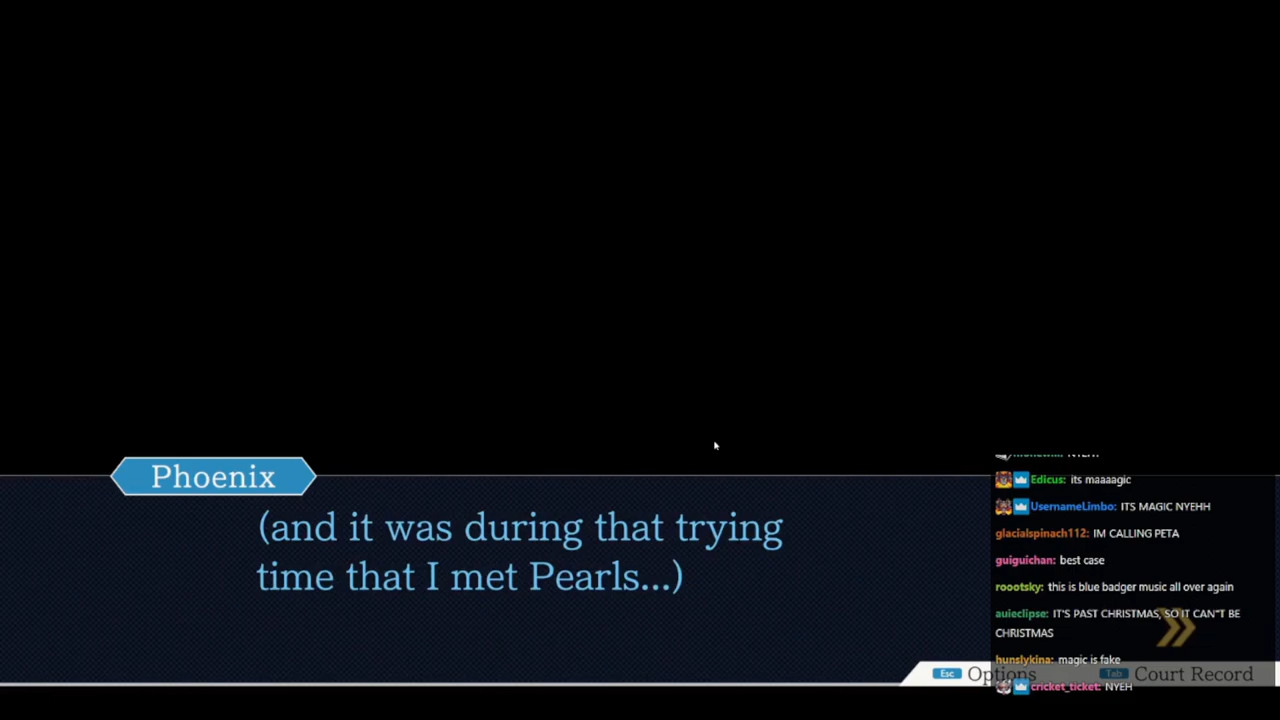 Phoenix
(and it was during that trying
time that I met Pearls...)
Edicus: its maaaagic
UsernameLimbo: ITS MAGIC NYEHH
glacialspinach112: IM CALLING PETA
guiguichan: best case
roootsky: this is blue badger music all over again
auieclipse: IT'S PAST CHRISTMAS, SO IT CAN"T BE
CHRISTMAS
hunslykina: magic is fake
Esc Options Tab Court Record
cricket_ticket: NYEH